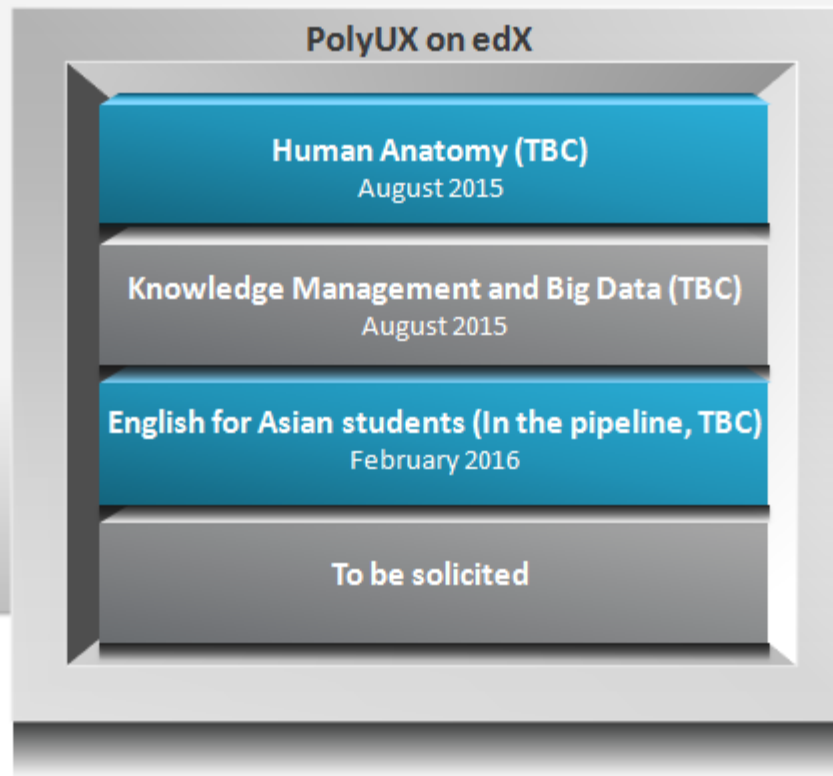 PolyUX on edX
Human Anatomy (TBC)
August 2015
Knowledge Management and Big Data (TBC)
August 2015
English for Asian students (In the pipeline, TBC)
February 2016
To be solicited